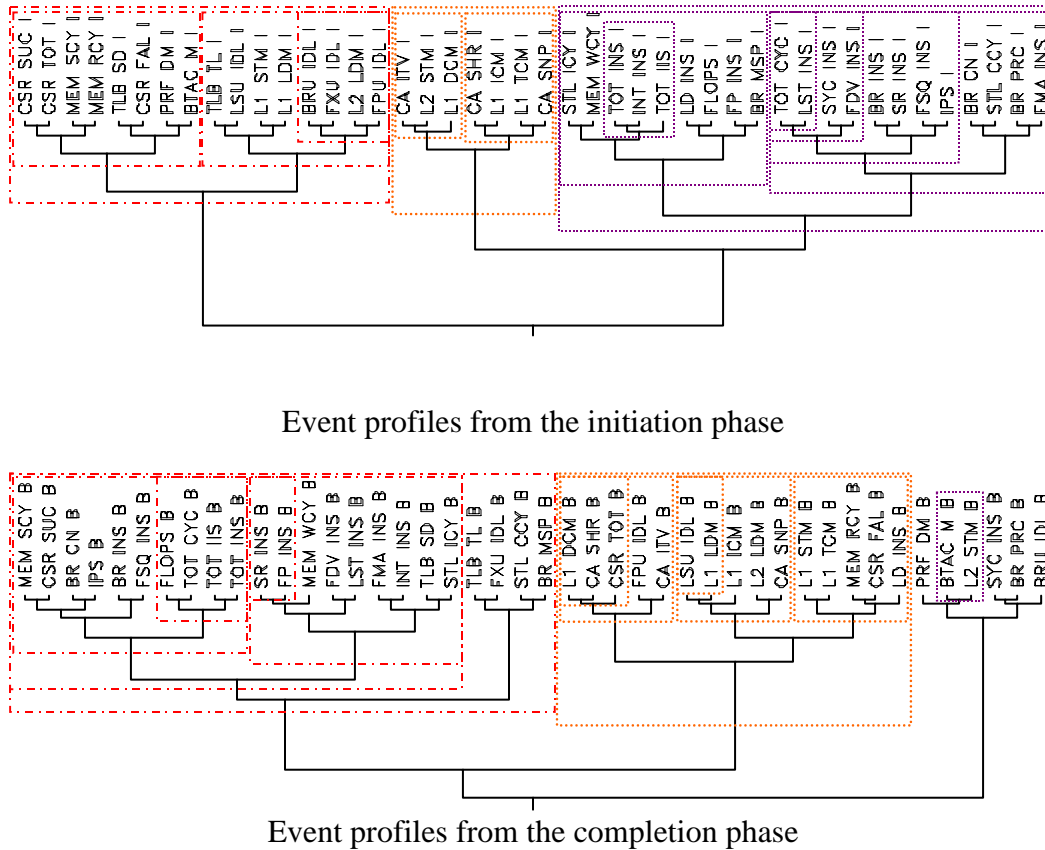 CSR SUC I
CSR TOT I
MEM SCY I
MEM RCY I
TLB SD I
CSR FAL I
PRF DM I
BTAC M I
TLB TL I
LSU IDL I
L1 STM I
L1 LDM I
BRU IDL I
FXU IDL I
L2 LDM I
FPU IDL I
CA ITV I
L2 STM I
L1 DCM I
CA SHR I
L1 ICM I
L1 TCM I
CA SNP I
STL ICY I
MEM WCY I
TOT INS I
INT INS I
TOT IIS I
LD INS I
FLOPS I
FP INS I
BR MSP I
TOT CYC I
LST INS I
SYC INS I
FDV INS I
BR INS I
SR INS I
FSQ INS I
IPS I
BR CN I
STL CCY I
BR PRC I
FMA INS I
Event profiles from the initiation phase
MEM SCY B
CSR SUC B
BR CN B
IPS B
BR INS B
FSQ INS B
FLOPS B
TOT CYC B
TOT IIS B
TOT INS B
SR INS B
FP INS B
MEM WCY B
FDV INS B
LST INS B
FMA INS B
INT INS B
TLB SD B
STL ICY B
TLB TL B
FXU IDL B
STL CCY B
BR MSP B
L1 DCM B
CA SHR B
CSR TOT B
FPU IDL B
CA ITV B
LSU IDL B
L1 LDM B
L1 ICM B
L2 LDM B
CA SNP B
L1 STM B
L1 TCM B
MEM RCY B
CSR FAL B
LD INS B
PRF DM B
BTAC M B
L2 STM B
SYC INS B
BR PRC B
BRU IDL B
Event profiles from the completion phase